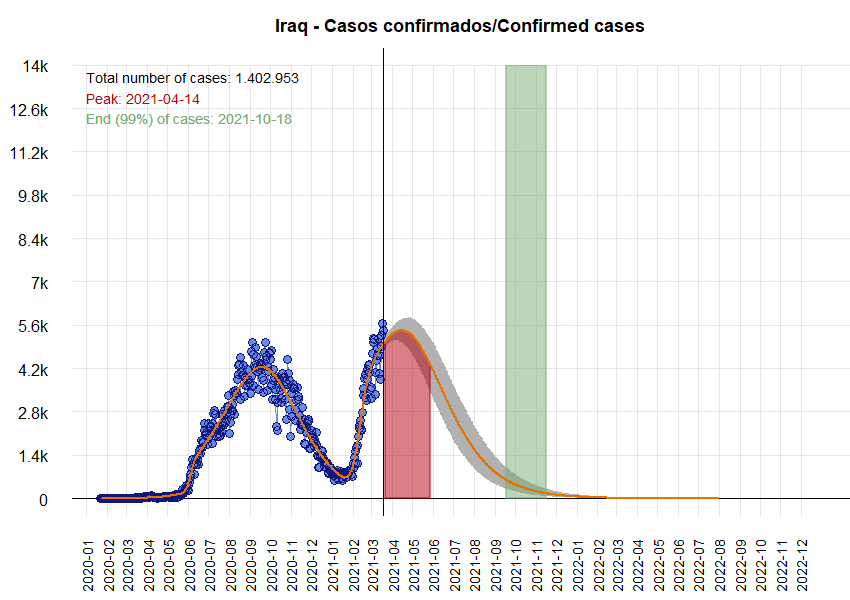 Iraq - Casos confirmados/Confirmed cases
14k
12.6k
11.2k
9.8k
8.4k
7k
5.6k
4.2k
2.8k
1.4k
0
Total number of cases: 1.402.953
Peak: 2021-04-14
End (99%) of cases: 2021-10-18
2020-01
2020-02
2020-03
2020-04
2020-05
2020-06
2020-07
2020-08
2020-09
2020-10
2020-11
2020-12
2021-01
2021-02
2021-03
2021-04
2021-05
2021-06
2021-07
2021-08
2021-09
2021-10
2021-11
2021-12
2022-01
2022-02
2022-03
2022-04
2022-05
2022-06
2022-07
2022-08
2022-09
2022-10
2022-11
2022-12